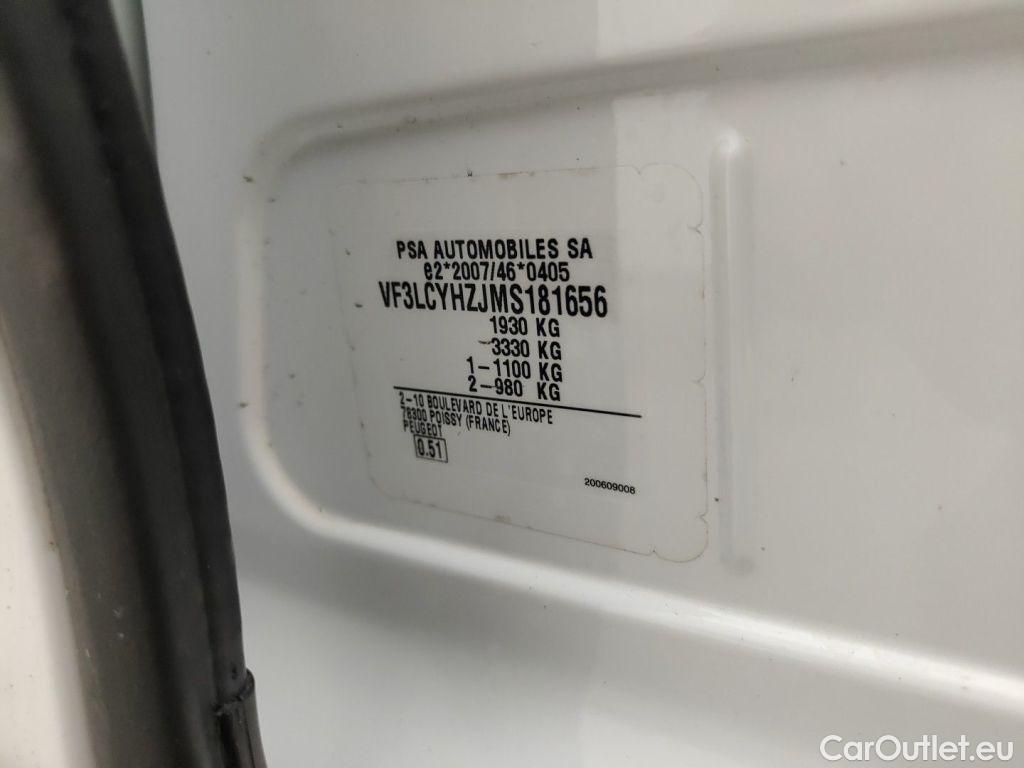 PSA AUTOMOBILES SA
e2*2007/46*0405
VF3LCYHZJMS181656
1930 KG
3330 KG
1-1100 KG
2-980 KG
2-10 BOULEVARD DE L'EUROPE
78300 POISSY (FRANCE)
PEUGEOT
0.51
200609008
CarOutlet.eu